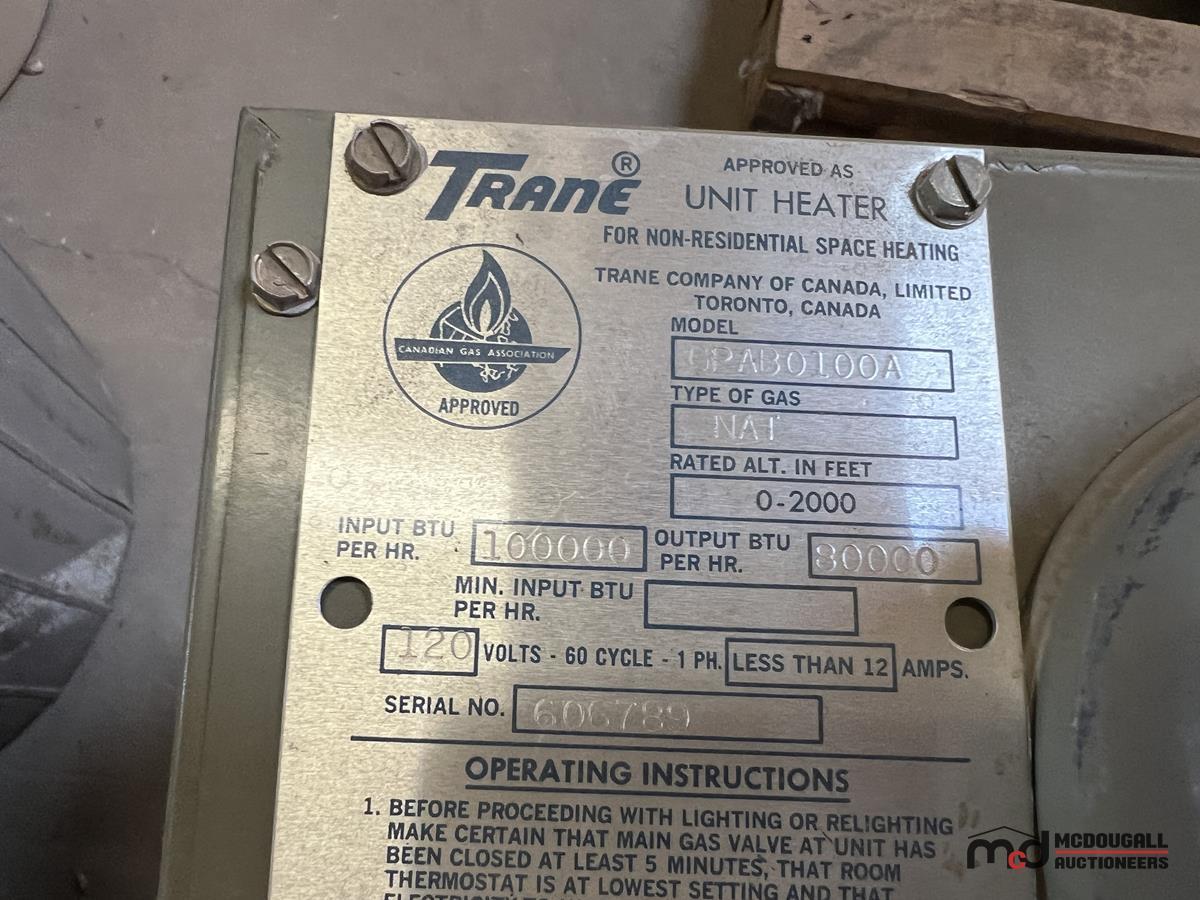 TRANE®
APPROVED AS
UNIT HEATER
FOR NON-RESIDENTIAL SPACE HEATING
TRANE COMPANY OF CANADA, LIMITED
TORONTO, CANADA
CANADIAN GAS ASSOCIATION
APPROVED
MODEL
GPAB0100A
TYPE OF GAS
NAT
RATED ALT. IN FEET
0-2000
INPUT BTU PER HR. 100000
OUTPUT BTU PER HR. 80000
MIN. INPUT BTU PER HR.
120 VOLTS - 60 CYCLE - 1 PH. LESS THAN 12 AMPS.
SERIAL NO. 606789
OPERATING INSTRUCTIONS
1. BEFORE PROCEEDING WITH LIGHTING OR RELIGHTING
MAKE CERTAIN THAT MAIN GAS VALVE AT UNIT HAS
BEEN CLOSED AT LEAST 5 MINUTES, THAT ROOM
THERMOSTAT IS AT LOWEST SETTING AND THAT
mcd MCDOUGALL
AUCTIONEERS